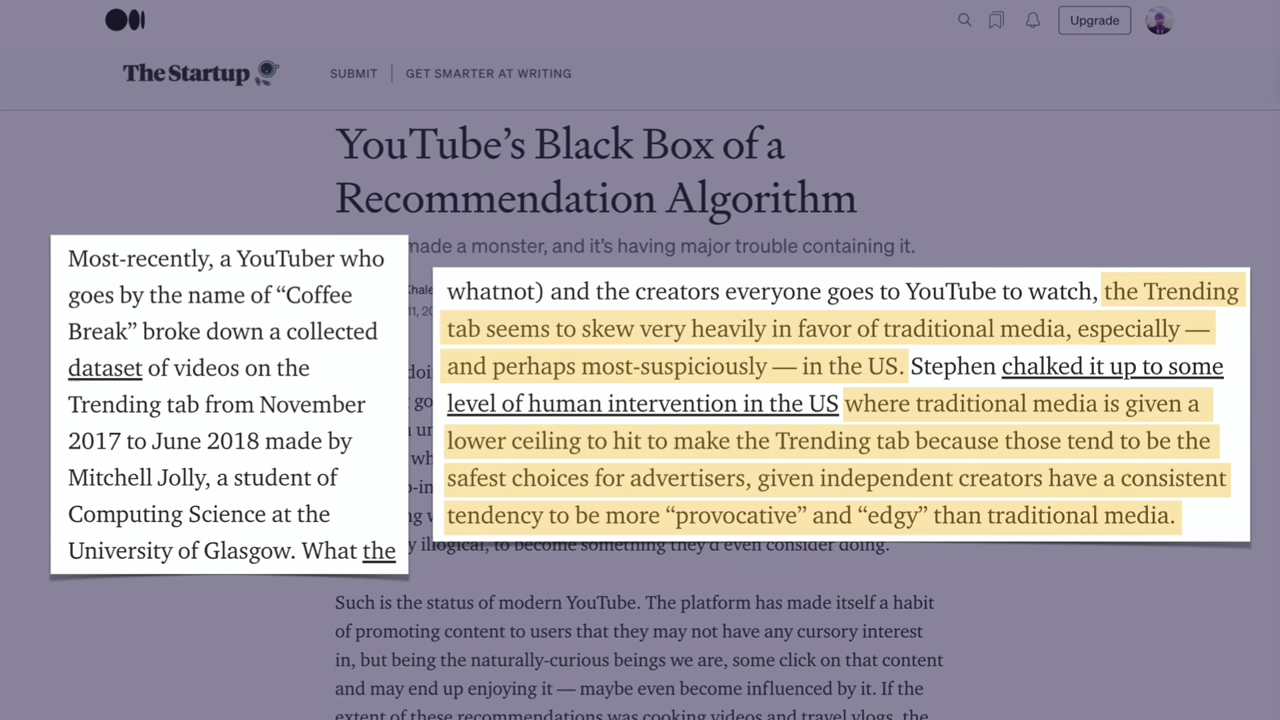 Upgrade
The Startup
SUBMIT GET SMARTER AT WRITING
YouTube’s Black Box of a
Recommendation Algorithm
made a monster, and it’s having major trouble containing it.
Most-recently, a YouTuber who
goes by the name of “Coffee
Break” broke down a collected
dataset of videos on the
Trending tab from November
2017 to June 2018 made by
Mitchell Jolly, a student of
Computing Science at the
University of Glasgow. What the
whatnot) and the creators everyone goes to YouTube to watch, the Trending
tab seems to skew very heavily in favor of traditional media, especially —
and perhaps most-suspiciously — in the US. Stephen chalked it up to some
level of human intervention in the US where traditional media is given a
lower ceiling to hit to make the Trending tab because those tend to be the
safest choices for advertisers, given independent creators have a consistent
tendency to be more “provocative” and “edgy” than traditional media.
illogical, to become something they’d even consider doing.
Such is the status of modern YouTube. The platform has made itself a habit
of promoting content to users that they may not have any cursory interest
in, but being the naturally-curious beings we are, some click on that content
and may end up enjoying it — maybe even become influenced by it. If the
extent of these recommendations was cooking videos and travel vlogs, the